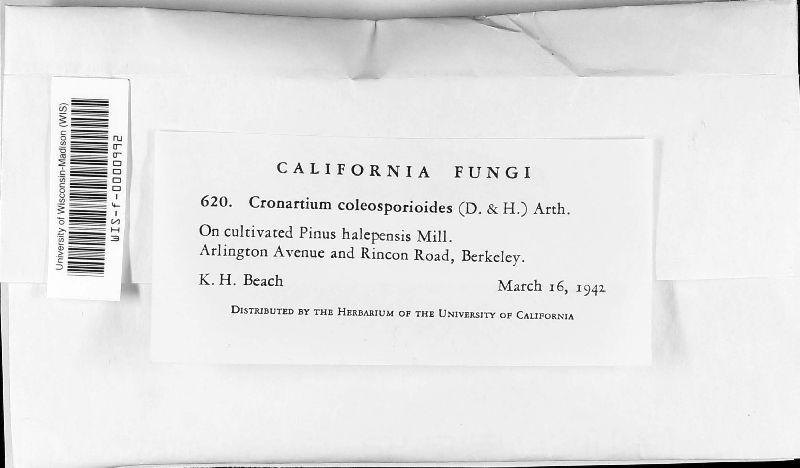 CALIFORNIA FUNGI
620. Cronartium coleosporioides (D. & H.) Arth.
On cultivated Pinus halepensis Mill.
Arlington Avenue and Rincon Road, Berkeley.
K. H. Beach March 16, 1942
DISTRIBUTED BY THE HERBARIUM OF THE UNIVERSITY OF CALIFORNIA
University of Wisconsin-Madison (WIS)
WIS-f-0000962